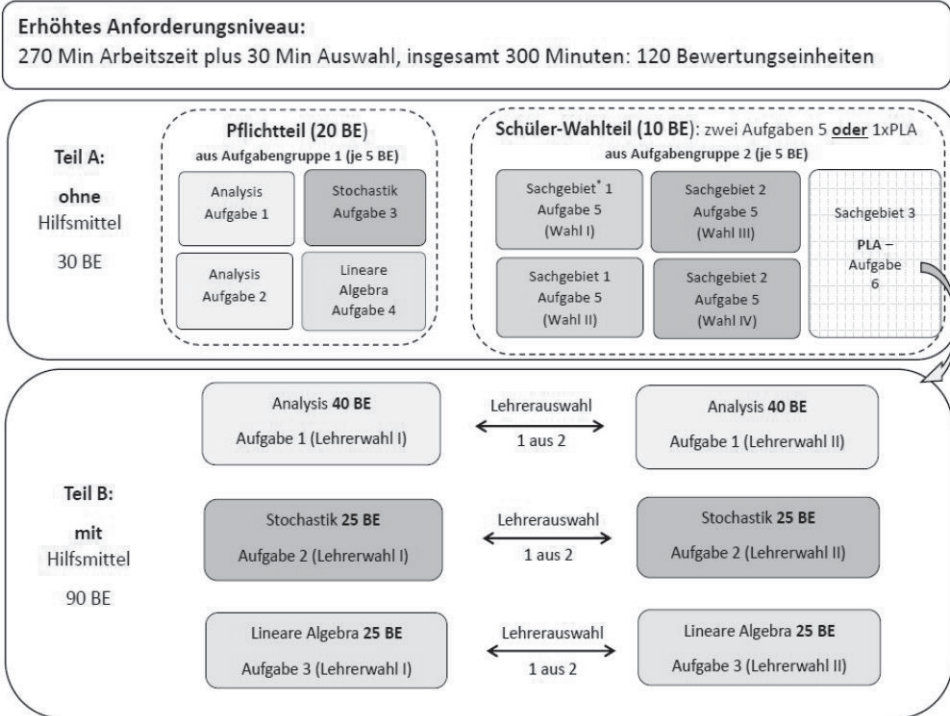 Erhöhtes Anforderungsniveau:
270 Min Arbeitszeit plus 30 Min Auswahl, insgesamt 300 Minuten: 120 Bewertungseinheiten
Teil A:
ohne
Hilfsmittel
30 BE
Pflichtteil (20 BE)
aus Aufgabengruppe 1 (je 5 BE)
Analysis
Aufgabe 1
Stochastik
Aufgabe 3
Analysis
Aufgabe 2
Lineare
Algebra
Aufgabe 4
Schüler-Wahlteil (10 BE): zwei Aufgaben 5 oder 1xPLA
aus Aufgabengruppe 2 (je 5 BE)
Sachgebiet* 1
Aufgabe 5
(Wahl I)
Sachgebiet 2
Aufgabe 5
(Wahl III)
Sachgebiet 1
Aufgabe 5
(Wahl II)
Sachgebiet 2
Aufgabe 5
(Wahl IV)
Sachgebiet 3
PLA –
Aufgabe
6
Teil B:
mit
Hilfsmittel
90 BE
Analysis 40 BE
Aufgabe 1 (Lehrerwahl I)
Lehrerauswahl
1 aus 2
Analysis 40 BE
Aufgabe 1 (Lehrerwahl II)
Stochastik 25 BE
Aufgabe 2 (Lehrerwahl I)
Lehrerauswahl
1 aus 2
Stochastik 25 BE
Aufgabe 2 (Lehrerwahl II)
Lineare Algebra 25 BE
Aufgabe 3 (Lehrerwahl I)
Lehrerauswahl
1 aus 2
Lineare Algebra 25 BE
Aufgabe 3 (Lehrerwahl II)